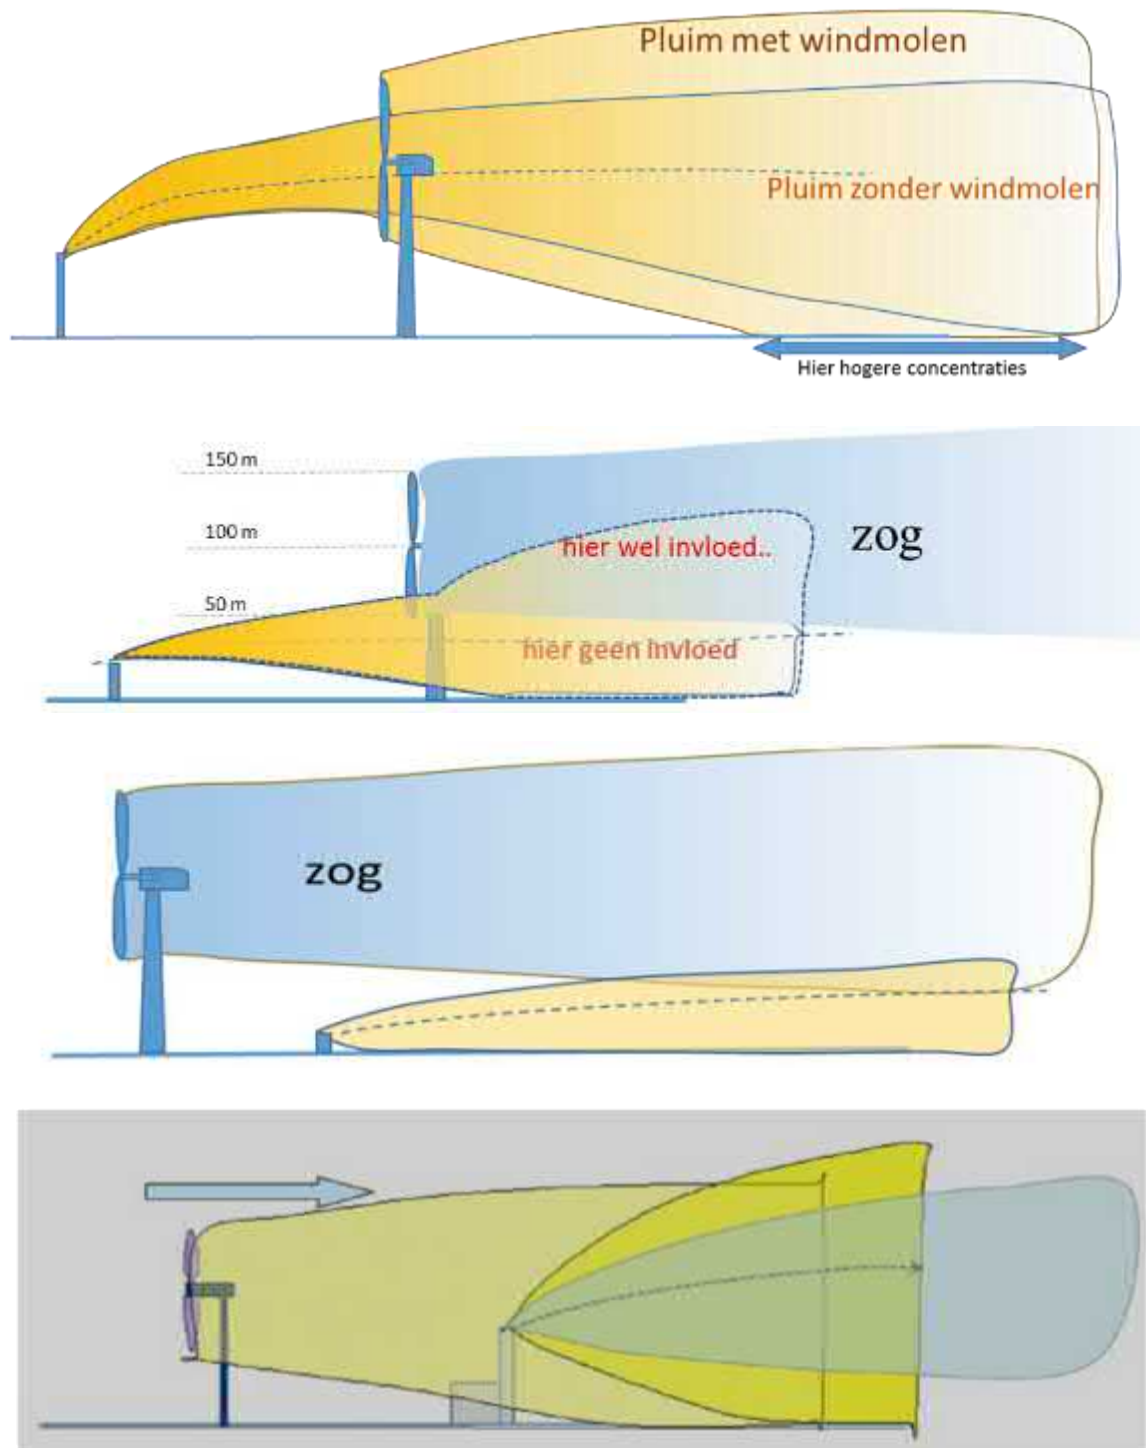 Pluim met windmolen
Pluim zonder windmolen
Hier hogere concentraties
150 m
100 m
50 m
hier wel invloed..
zog
hier geen invloed
zog